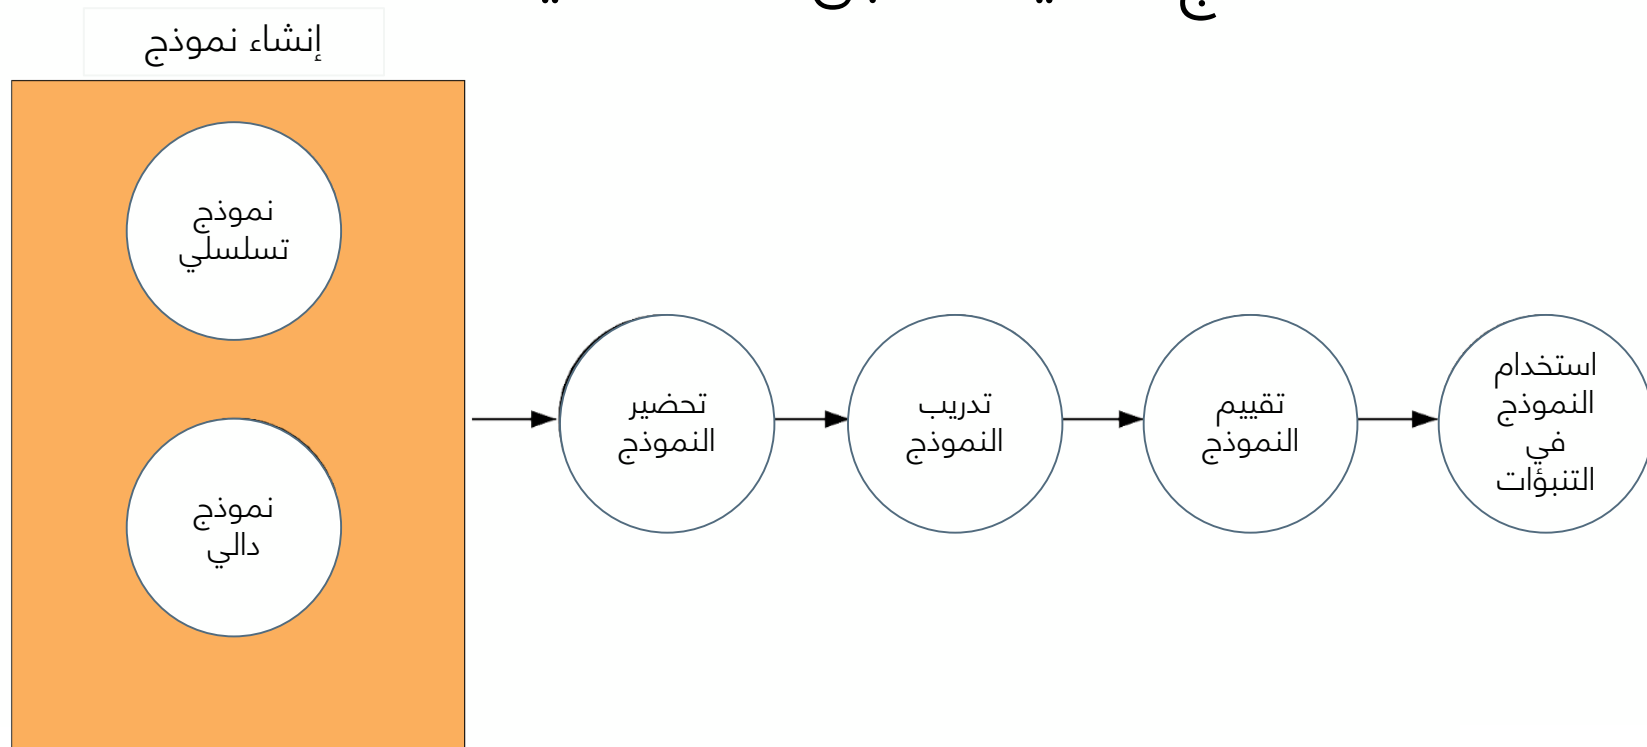 إنشاء نموذج
نموذج
تسلسلي
نموذج
دالي
تحضير
النموذج
تدريب
النموذج
تقييم
النموذج
استخدام
النموذج
في
التنبؤات